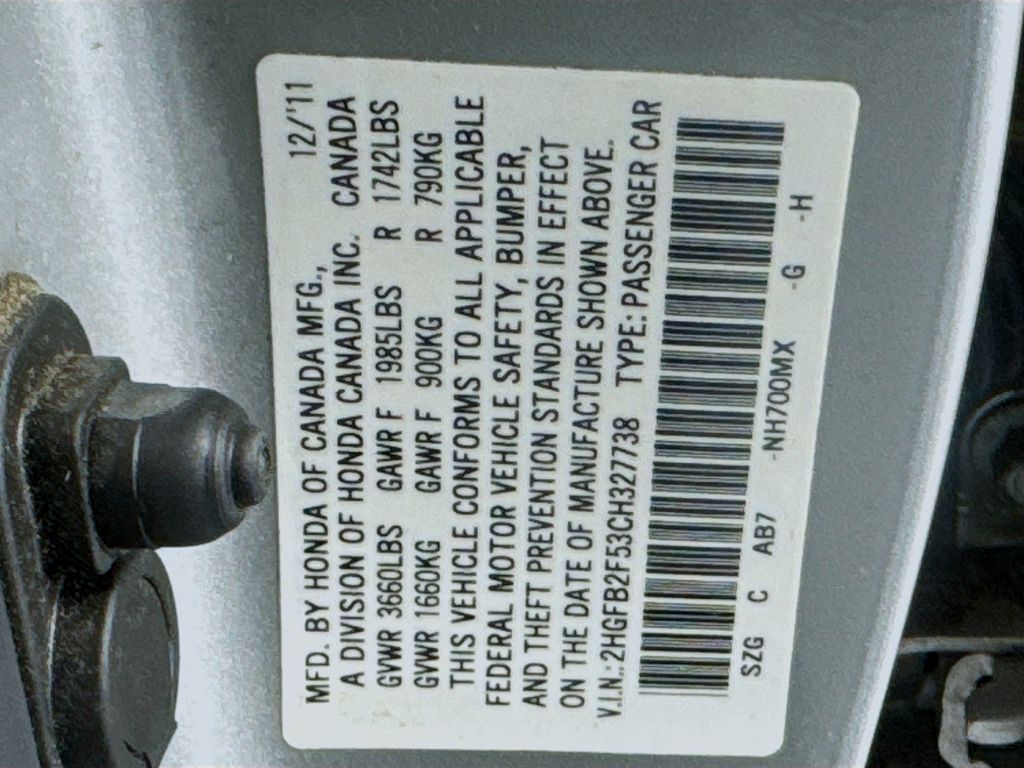 MFD. BY HONDA OF CANADA MFG., 12/'11
A DIVISION OF HONDA CANADA INC. CANADA
GVWR 3660LBS GAWR F 1985LBS R 1742LBS
GVWR 1660KG GAWR F 900KG R 790KG
THIS VEHICLE CONFORMS TO ALL APPLICABLE
FEDERAL MOTOR VEHICLE SAFETY, BUMPER,
AND THEFT PREVENTION STANDARDS IN EFFECT
ON THE DATE OF MANUFACTURE SHOWN ABOVE.
V.I.N.:2HGFB2F53CH327738 TYPE:PASSENGER CAR
SZG C AB7 -NH700MX -G -H